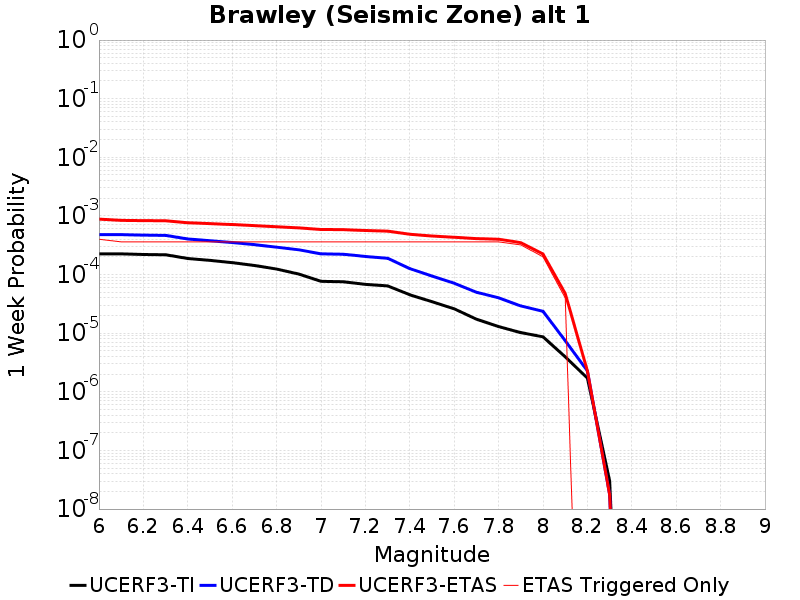 Brawley (Seismic Zone) alt 1
1 Week Probability
10^0
10^-1
10^-2
10^-3
10^-4
10^-5
10^-6
10^-7
10^-8
6 6.2 6.4 6.6 6.8 7 7.2 7.4 7.6 7.8 8 8.2 8.4 8.6 8.8 9
Magnitude
UCERF3-TI UCERF3-TD UCERF3-ETAS ETAS Triggered Only